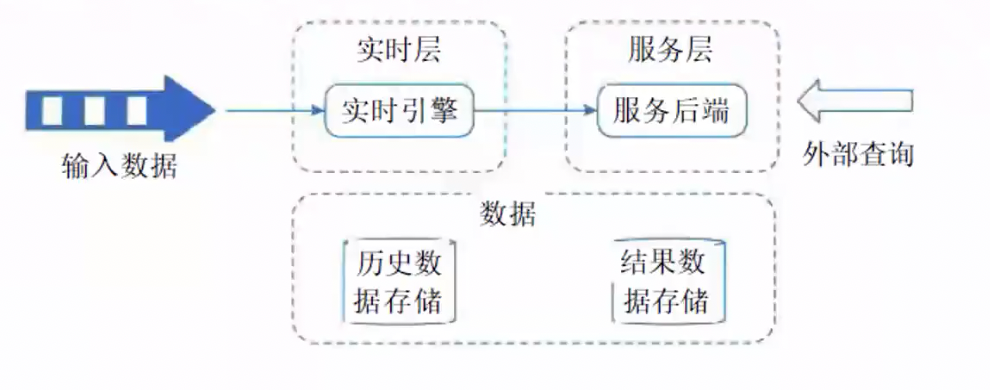 实时层
服务层
实时引擎
服务后端
输入数据
外部查询
数据
历史数
据存储
结果数
据存储